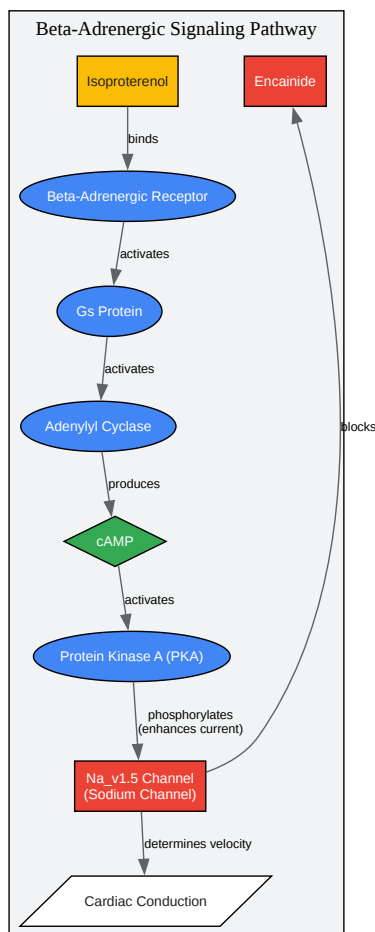 Beta-Adrenergic Signaling Pathway
Isoproterenol
Encainide
binds
Beta-Adrenergic Receptor
activates
Gs Protein
activates
Adenylyl Cyclase
blocks
produces
cAMP
activates
Protein Kinase A (PKA)
phosphorylates
(enhances current)
Na_v1.5 Channel
(Sodium Channel)
determines velocity
Cardiac Conduction